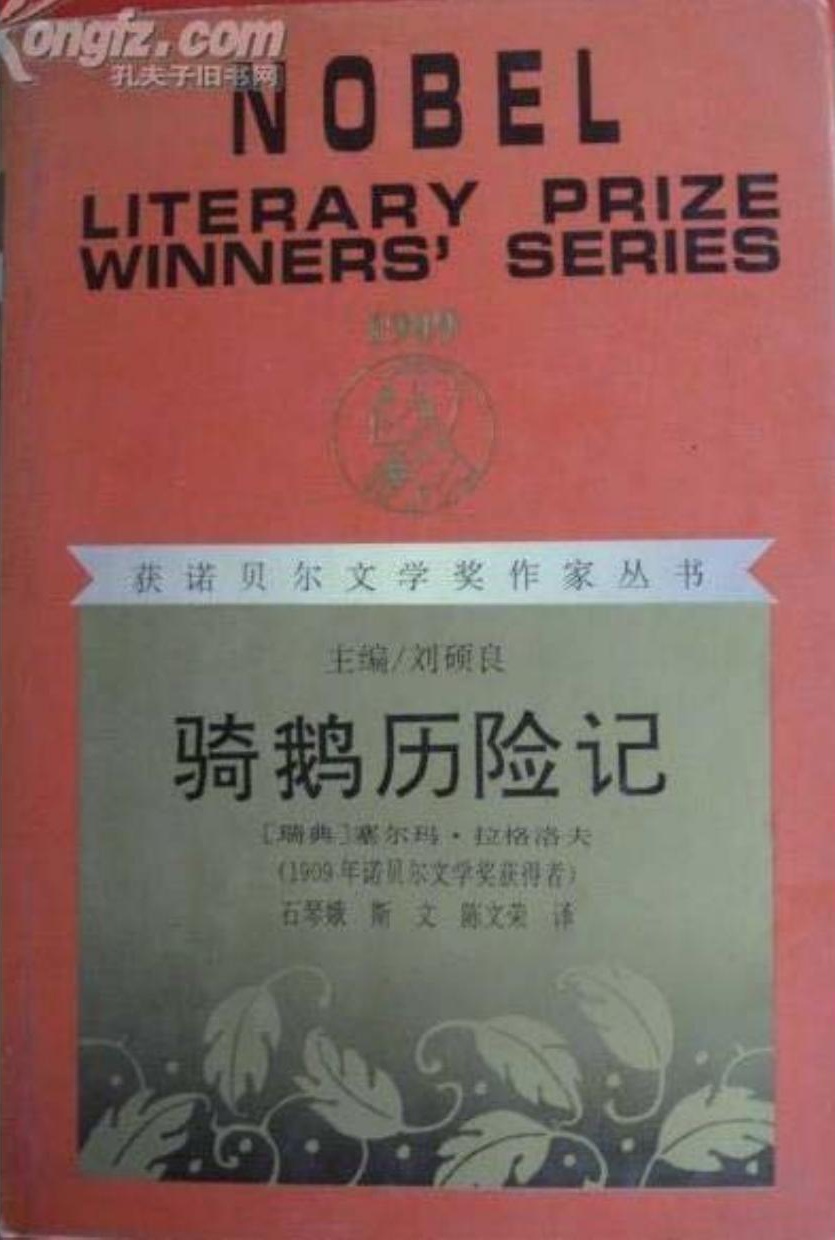 Kongfz.com
孔夫子旧书网
NOBEL
LITERARY PRIZE
WINNERS' SERIES
1909
获诺贝尔文学奖作家丛书
主编/刘硕良
骑鹅历险记
[瑞典]塞尔玛·拉格洛夫
(1909年诺贝尔文学奖获得者)
石琴娥 斯 文 陈文荣 译